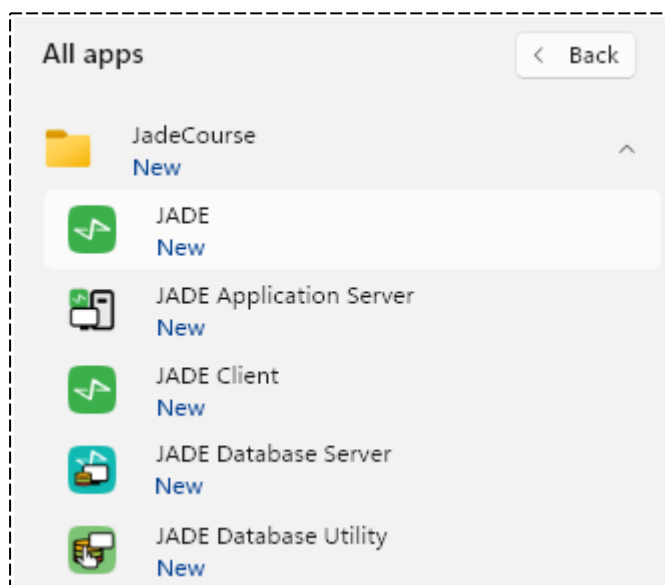 All apps
Back
JadeCourse
New
JADE
New
JADE Application Server
New
JADE Client
New
JADE Database Server
New
JADE Database Utility
New